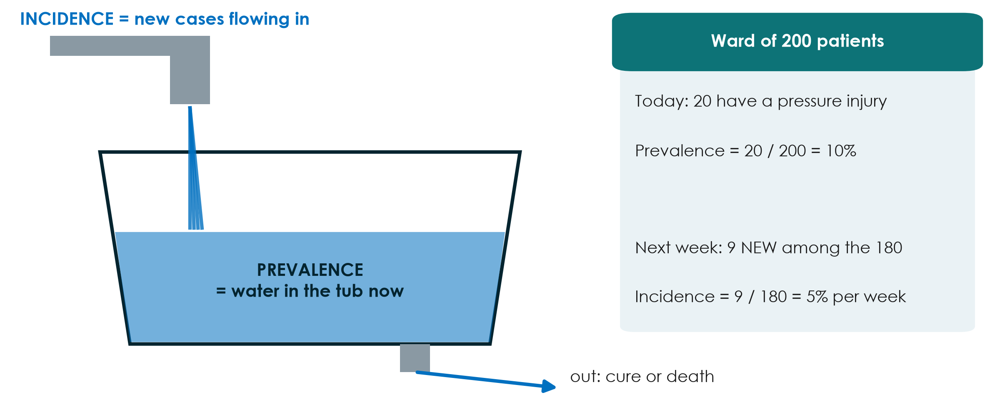 INCIDENCE = new cases flowing in
PREVALENCE
= water in the tub now
out: cure or death
Ward of 200 patients
Today: 20 have a pressure injury
Prevalence = 20 / 200 = 10%
Next week: 9 NEW among the 180
Incidence = 9 / 180 = 5% per week